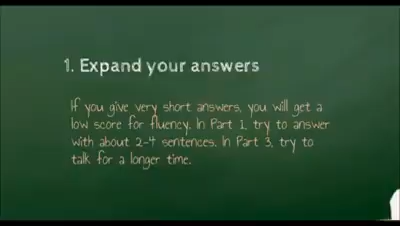 1. Expand your answers
If you give very short answers, you will get a
low score for fluency. In Part 1, try to answer
with about 2-4 sentences. In Part 3, try to
talk for a longer time.